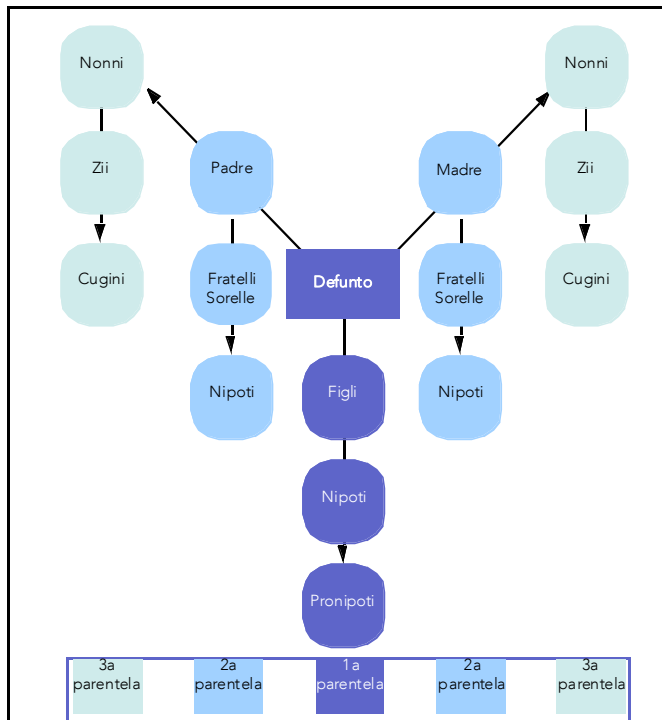 Nonni
Nonni
Zii
Padre
Madre
Zii
Cugini
Fratelli
Sorelle
Defunto
Fratelli
Sorelle
Cugini
Nipoti
Figli
Nipoti
Nipoti
Pronipoti
3a
parentela
2a
parentela
1a
parentela
2a
parentela
3a
parentela